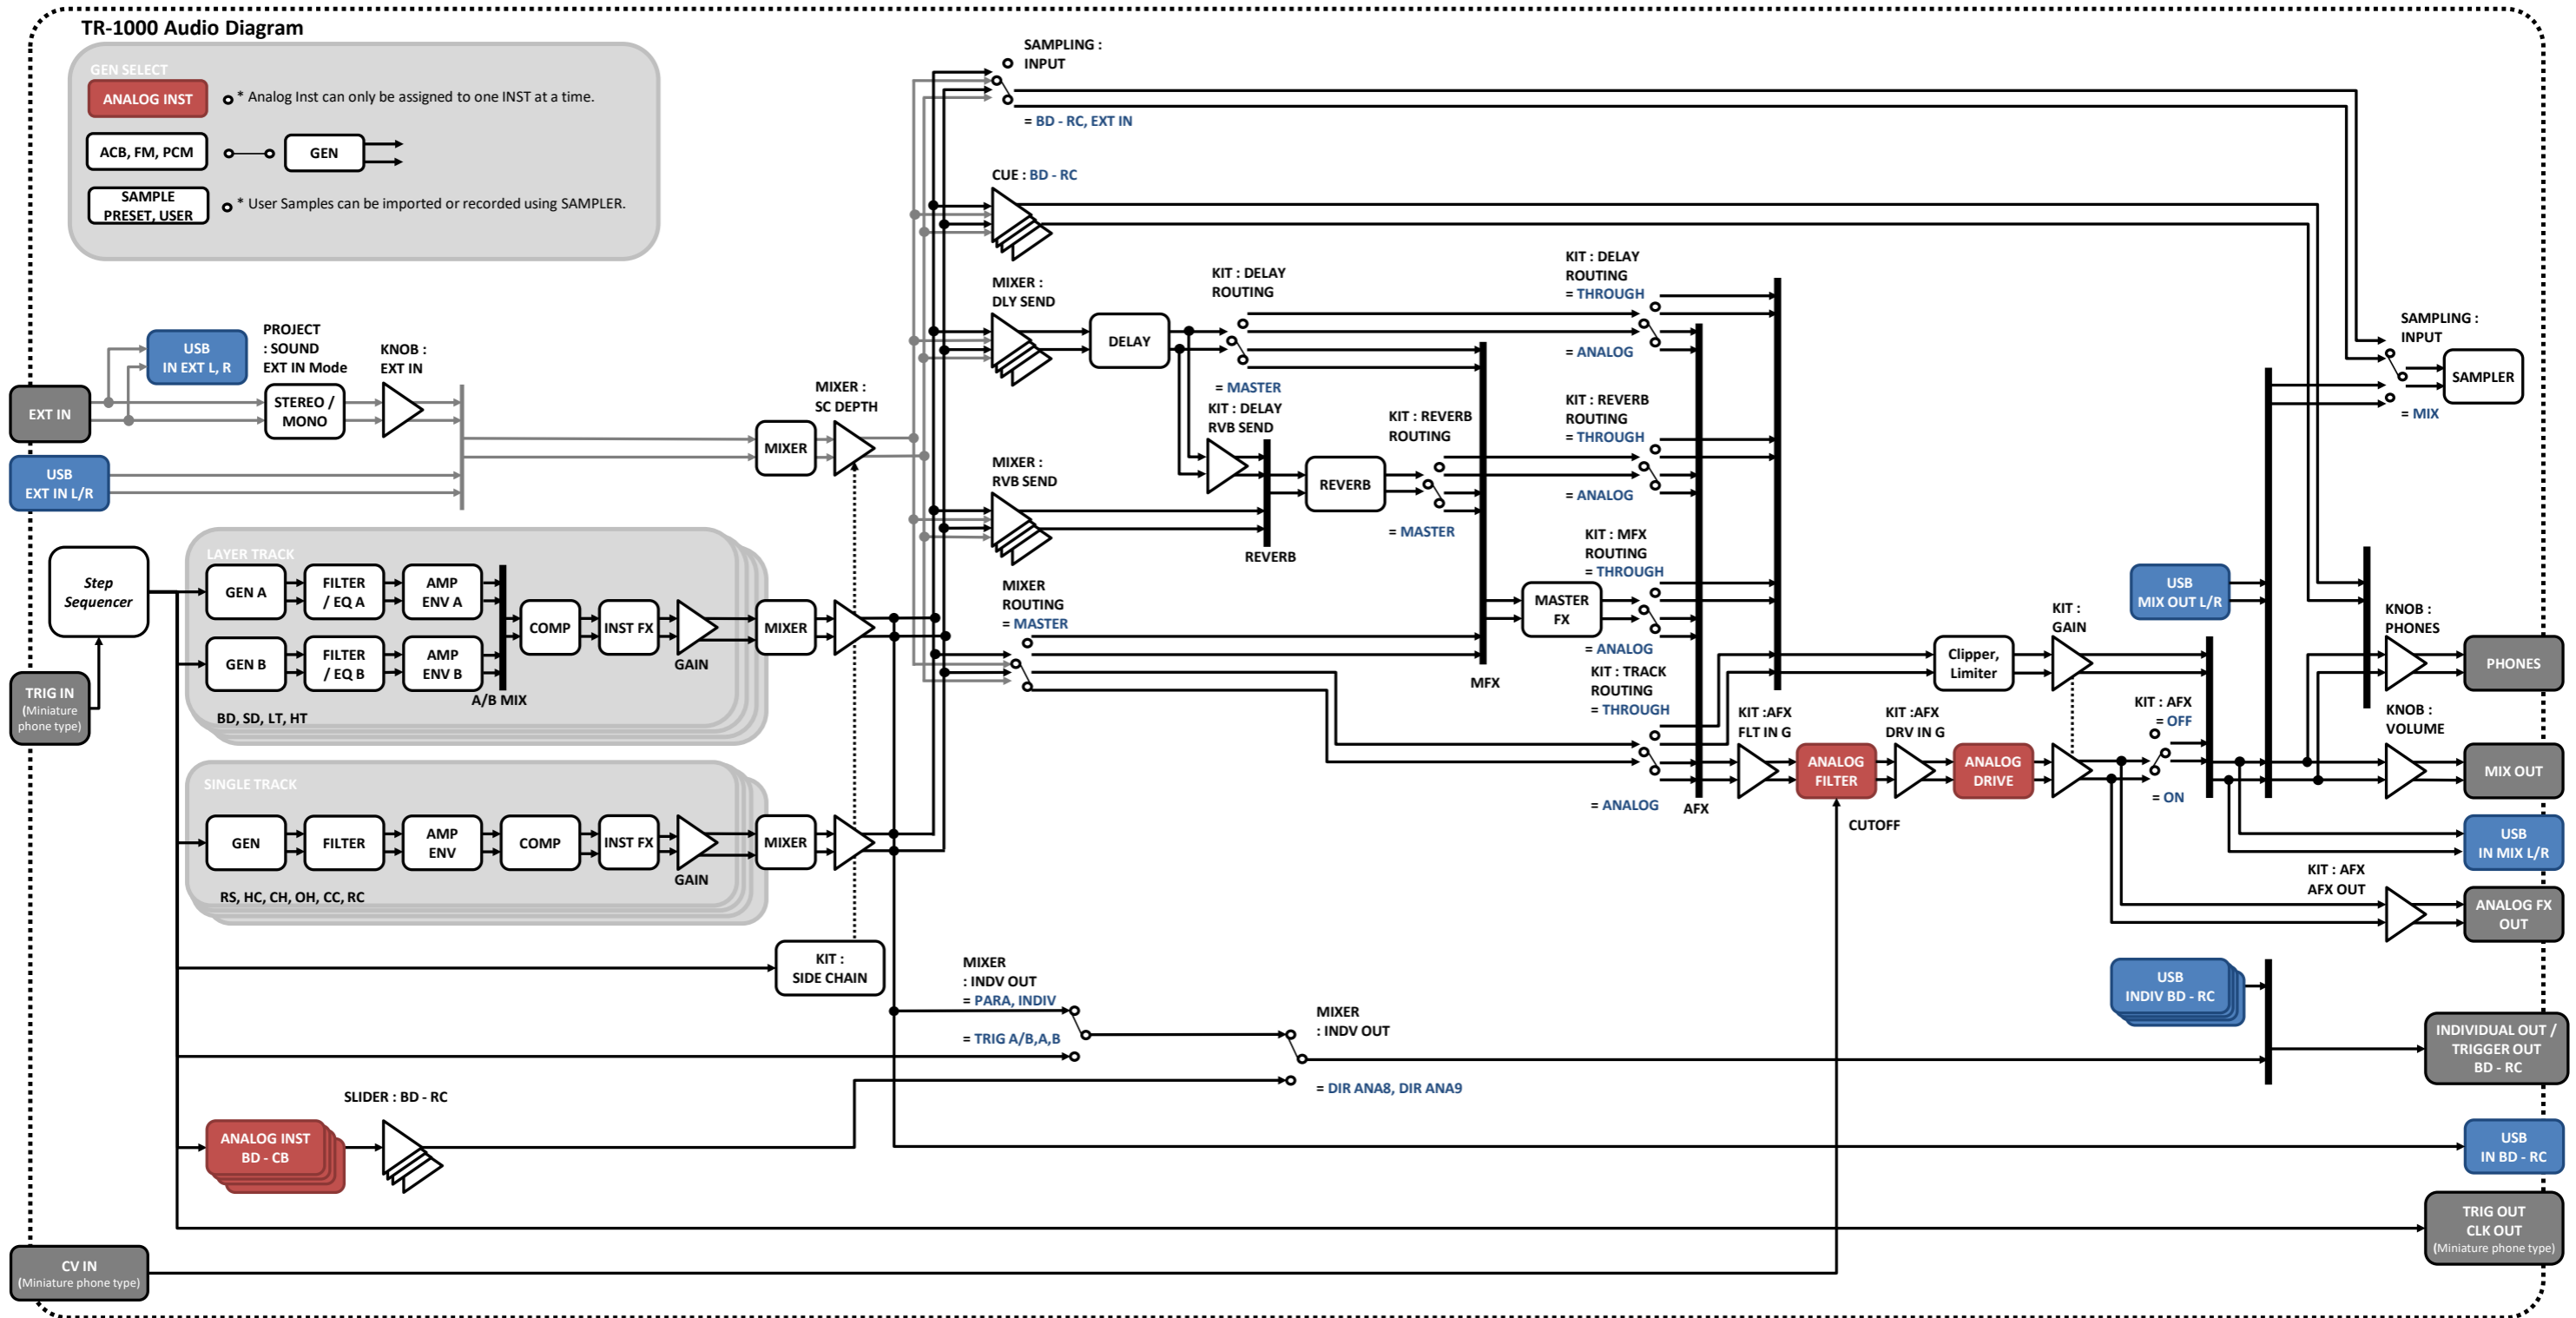 TR-1000 Audio Diagram
GEN SELECT
ANALOG INST
* Analog Inst can only be assigned to one INST at a time.
ACB, FM, PCM
GEN
SAMPLE
PRESET, USER
* User Samples can be imported or recorded using SAMPLER.
SAMPLING :
INPUT
= BD - RC, EXT IN
CUE : BD - RC
MIXER :
DLY SEND
DELAY
KIT : DELAY
ROUTING
= MASTER
KIT : DELAY
RVB SEND
KIT : DELAY
ROUTING
= THROUGH
= ANALOG
USB
IN EXT L, R
PROJECT
: SOUND
EXT IN Mode
KNOB :
EXT IN
EXT IN
STEREO /
MONO
USB
EXT IN L/R
MIXER :
SC DEPTH
MIXER
MIXER :
RVB SEND
REVERB
REVERB
KIT : REVERB
ROUTING
= MASTER
KIT : REVERB
ROUTING
= THROUGH
= ANALOG
SAMPLING :
INPUT
SAMPLER
= MIX
Step
Sequencer
TRIG IN
(Miniature
phone type)
LAYER TRACK
GEN A
FILTER
/ EQ A
AMP
ENV A
GEN B
FILTER
/ EQ B
AMP
ENV B
A/B MIX
COMP
INST FX
GAIN
MIXER
BD, SD, LT, HT
MIXER
ROUTING
= MASTER
MFX
KIT : MFX
ROUTING
= THROUGH
MASTER
FX
= ANALOG
KIT : TRACK
ROUTING
= THROUGH
= ANALOG
AFX
KIT :AFX
FLT IN G
ANALOG
FILTER
CUTOFF
KIT :AFX
DRV IN G
ANALOG
DRIVE
Clipper,
Limiter
KIT :
GAIN
KIT : AFX
= OFF
= ON
USB
MIX OUT L/R
KNOB :
PHONES
PHONES
KNOB :
VOLUME
MIX OUT
USB
IN MIX L/R
KIT : AFX
AFX OUT
ANALOG FX
OUT
SINGLE TRACK
GEN
FILTER
AMP
ENV
COMP
INST FX
GAIN
MIXER
RS, HC, CH, OH, CC, RC
KIT :
SIDE CHAIN
MIXER
: INDV OUT
= PARA, INDIV
= TRIG A/B,A,B
MIXER
: INDV OUT
= DIR ANA8, DIR ANA9
USB
INDIV BD - RC
INDIVIDUAL OUT /
TRIGGER OUT
BD - RC
SLIDER : BD - RC
ANALOG INST
BD - CB
USB
IN BD - RC
TRIG OUT
CLK OUT
(Miniature phone type)
CV IN
(Miniature phone type)